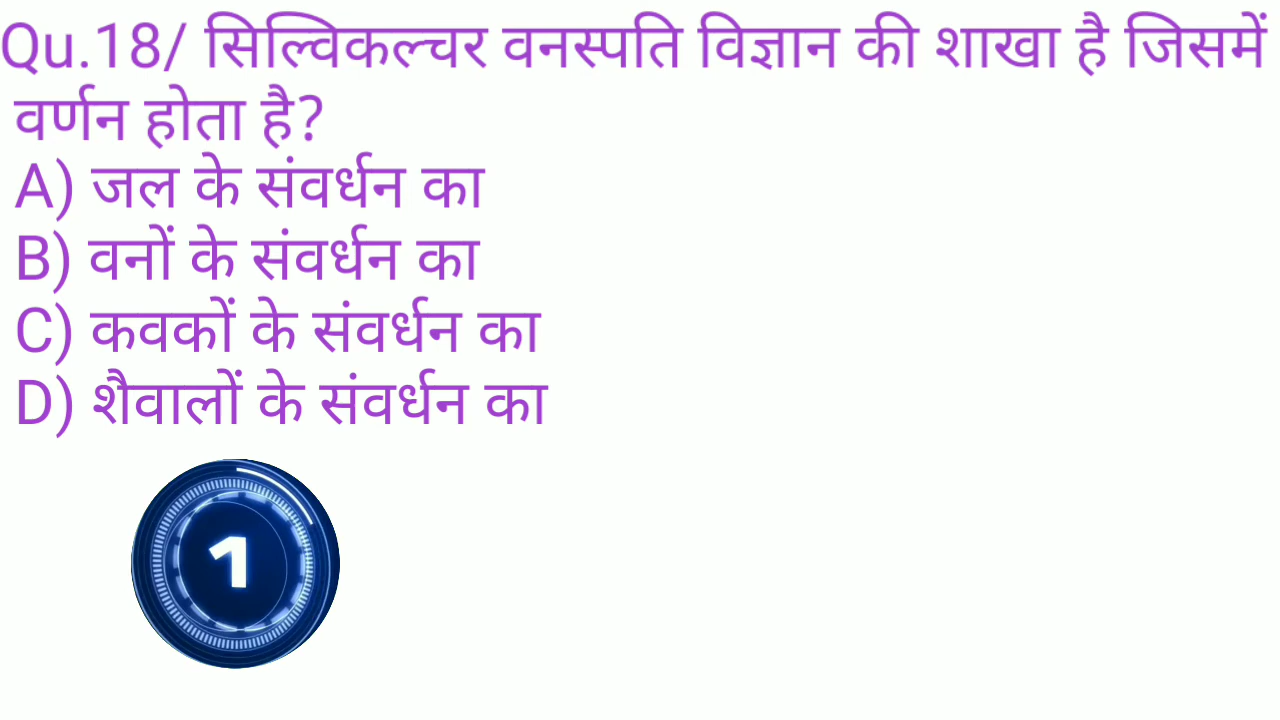 Qu.18/ सिल्विकल्चर वनस्पति विज्ञान की शाखा है जिसमें
वर्णन होता है?
A) जल के संवर्धन का
B) वनों के संवर्धन का
C) कवकों के संवर्धन का
D) शैवालों के संवर्धन का
1